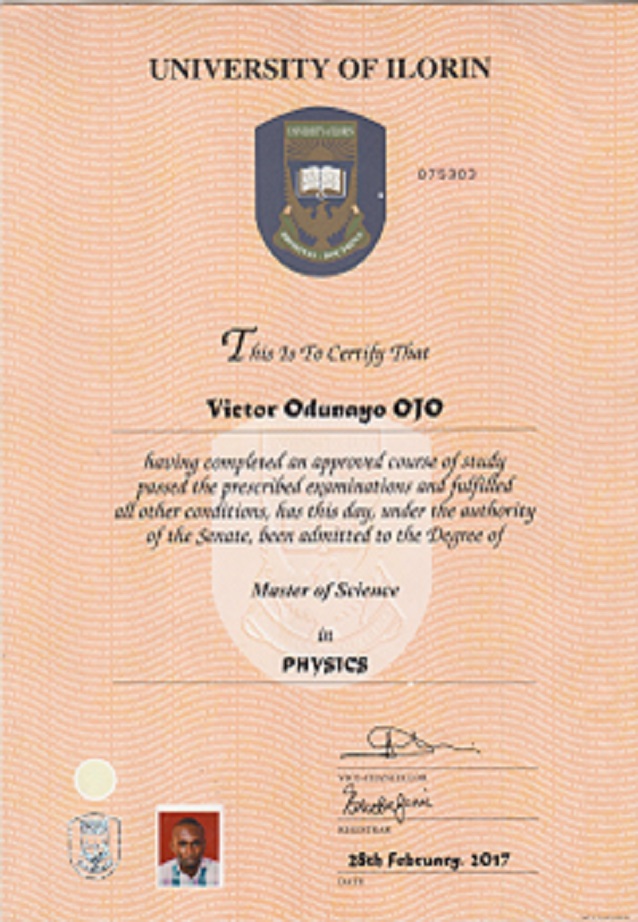 UNIVERSITY OF ILORIN
UNIVERSITY of ILORIN
075303
This Is To Certify That
Victor Odunayo OJO
having completed an approved course of study
passed the prescribed examinations and fulfilled
all other conditions, has this day, under the authority
of the Senate, been admitted to the Degree of
Master of Science
in
PHYSICS
VICE-CHANCELLOR
REGISTRAR
28th February, 2017
DATE